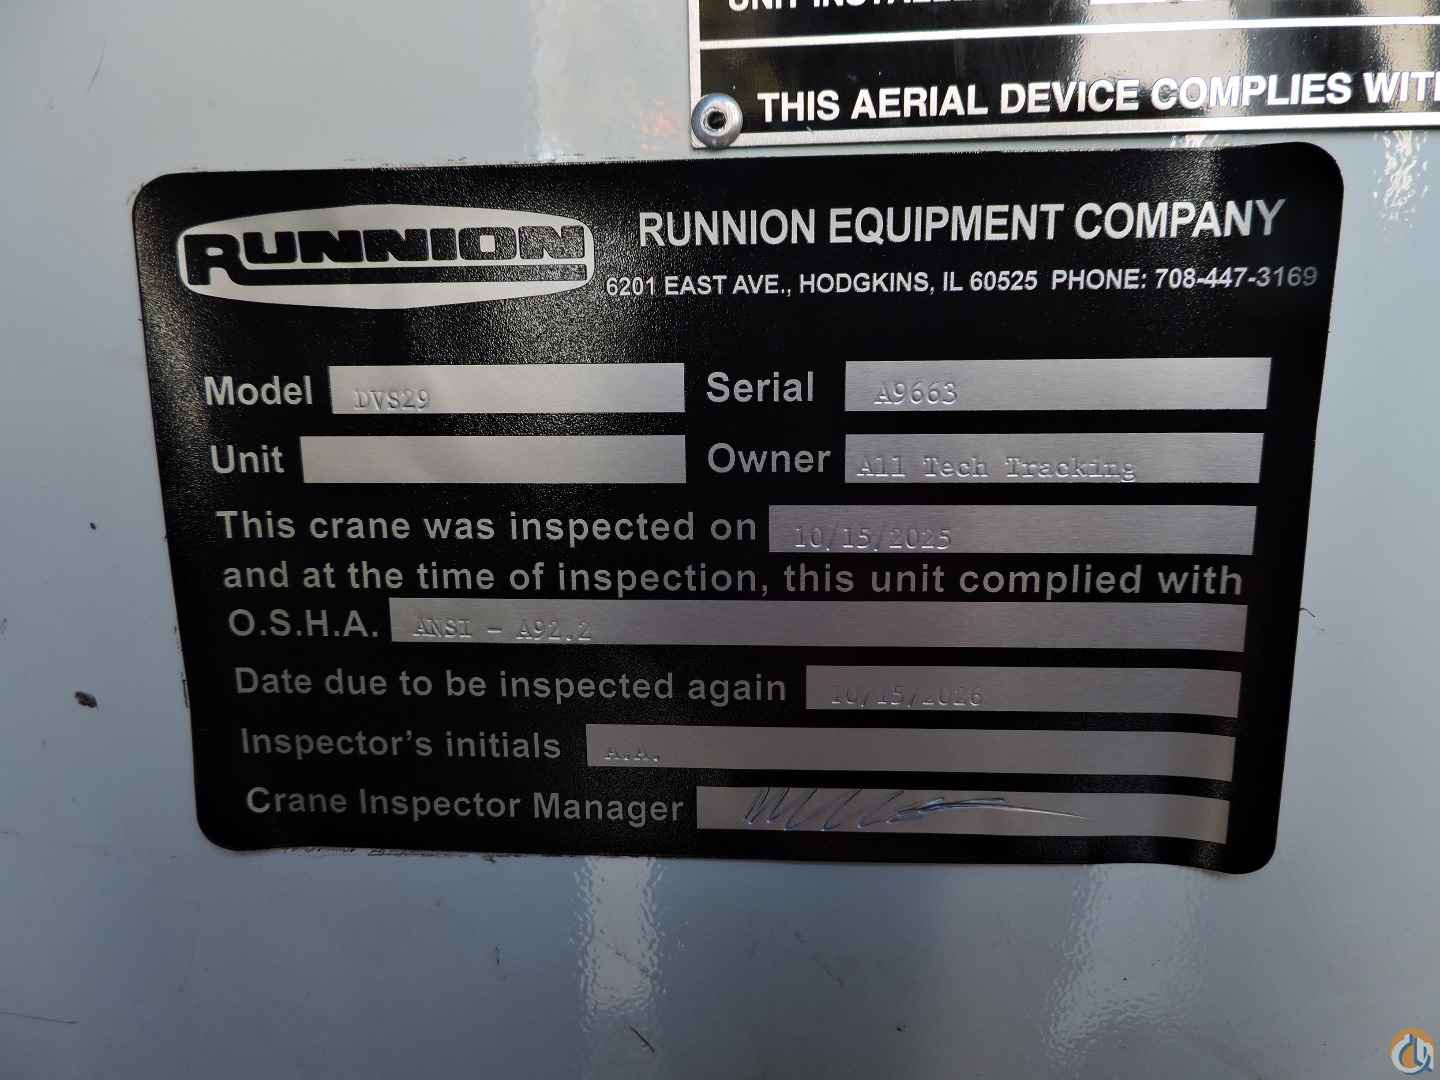 THIS AERIAL DEVICE COMPLIES
RUNNION
RUNNION EQUIPMENT COMPANY
6201 EAST AVE., HODGKINS, IL 60525 PHONE: 708-447-3169
Model DVS29 Serial A9663
Unit Owner All Tech Tracking
This crane was inspected on 10/15/2025
and at the time of inspection, this unit complied with
O.S.H.A. ANSI - A92.2
Date due to be inspected again 10/15/2026
Inspector's initials A.A.
Crane Inspector Manager